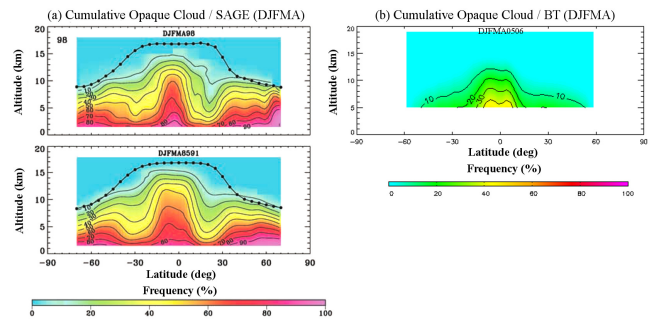 (a) Cumulative Opaque Cloud / SAGE (DJFMA)
98
DJFMA98
Altitude (km)
20
15
10
5
0
DJFMA8591
Altitude (km)
20
15
10
5
0
−90 −60 −30 0 30 60 90
Latitude (deg)
Frequency (%)
0 20 40 60 80 100
(b) Cumulative Opaque Cloud / BT (DJFMA)
DJFMA0506
Altitude (km)
20
15
10
5
0
10 20 30 10
−90 −60 −30 0 30 60 90
Latitude (deg)
Frequency (%)
0 20 40 60 80 100